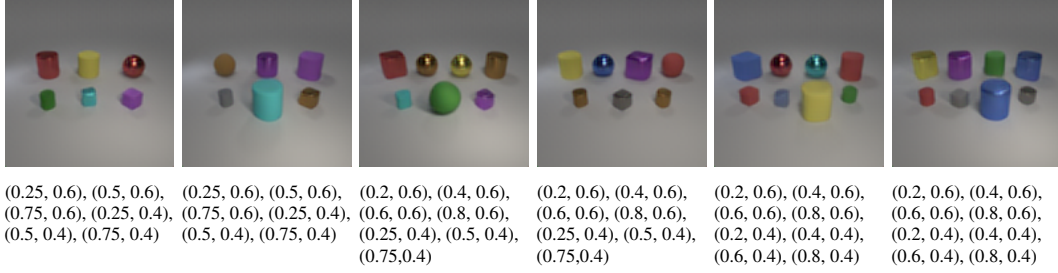 (0.25, 0.6), (0.5, 0.6),
(0.75, 0.6), (0.25, 0.4),
(0.5, 0.4), (0.75, 0.4)
(0.25, 0.6), (0.5, 0.6),
(0.75, 0.6), (0.25, 0.4),
(0.5, 0.4), (0.75, 0.4)
(0.2, 0.6), (0.4, 0.6),
(0.6, 0.6), (0.8, 0.6),
(0.25, 0.4), (0.5, 0.4),
(0.75,0.4)
(0.2, 0.6), (0.4, 0.6),
(0.6, 0.6), (0.8, 0.6),
(0.25, 0.4), (0.5, 0.4),
(0.75,0.4)
(0.2, 0.6), (0.4, 0.6),
(0.6, 0.6), (0.8, 0.6),
(0.2, 0.4), (0.4, 0.4),
(0.6, 0.4), (0.8, 0.4)
(0.2, 0.6), (0.4, 0.6),
(0.6, 0.6), (0.8, 0.6),
(0.2, 0.4), (0.4, 0.4),
(0.6, 0.4), (0.8, 0.4)